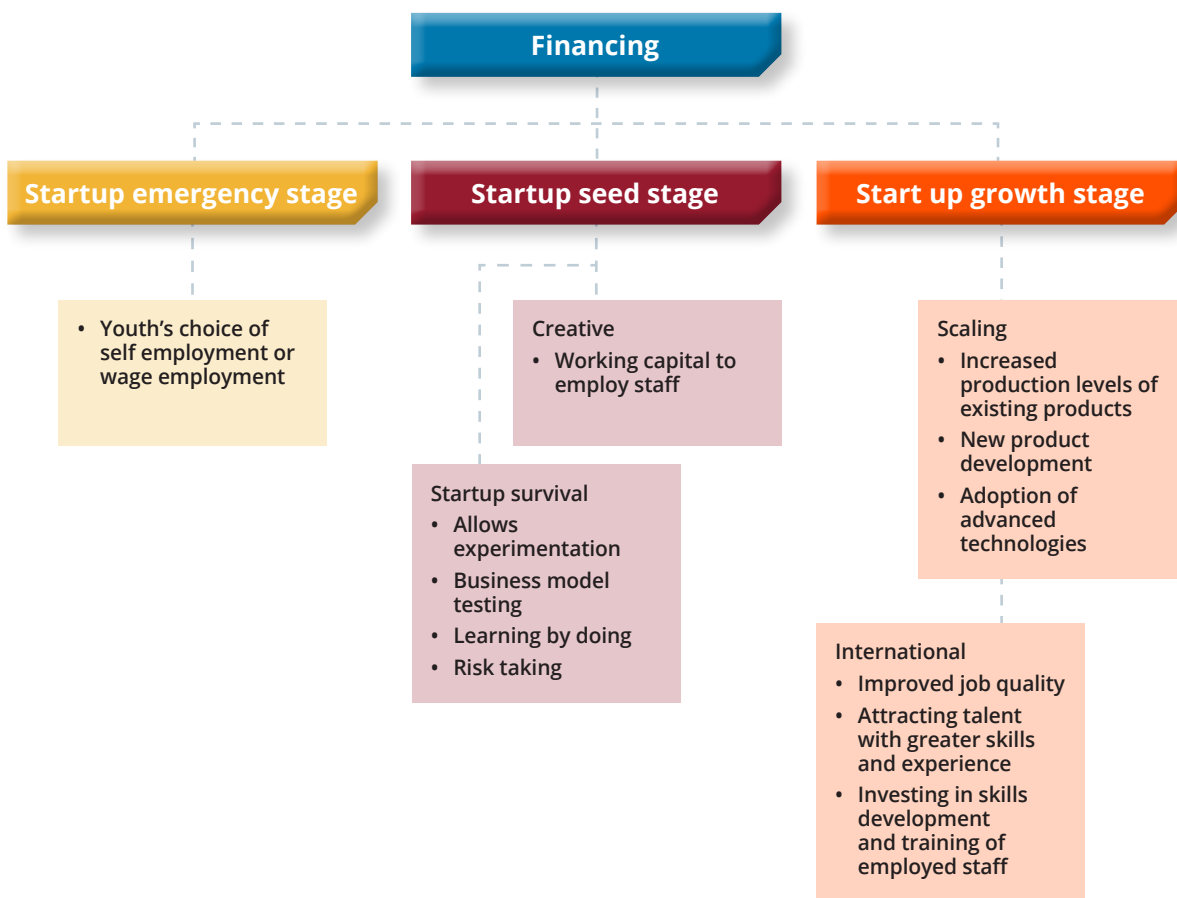 Financing
Startup emergency stage
Startup seed stage
Start up growth stage
• Youth’s choice of
self employment or
wage employment
Creative
• Working capital to
employ staff
Startup survival
• Allows
experimentation
• Business model
testing
• Learning by doing
• Risk taking
Scaling
• Increased
production levels of
existing products
• New product
development
• Adoption of
advanced
technologies
International
• Improved job quality
• Attracting talent
with greater skills
and experience
• Investing in skills
development
and training of
employed staff